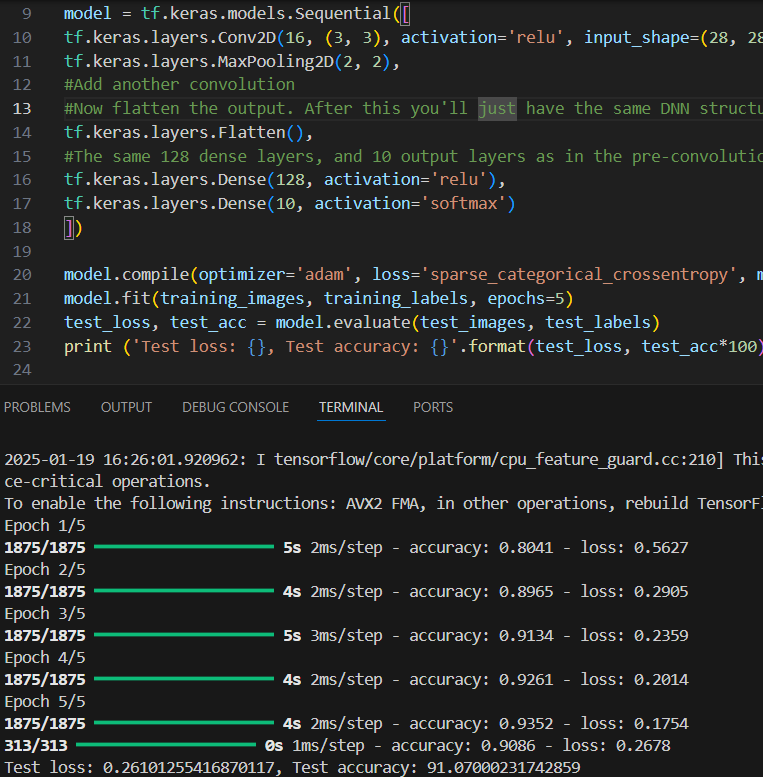 9 model = tf.keras.models.Sequential([
10 tf.keras.layers.Conv2D(16, (3, 3), activation='relu', input_shape=(28, 28
11 tf.keras.layers.MaxPooling2D(2, 2),
12 #Add another convolution
13 #Now flatten the output. After this you'll just have the same DNN structu
14 tf.keras.layers.Flatten(),
15 #The same 128 dense layers, and 10 output layers as in the pre-convolutio
16 tf.keras.layers.Dense(128, activation='relu'),
17 tf.keras.layers.Dense(10, activation='softmax')
18 ])
19
20 model.compile(optimizer='adam', loss='sparse_categorical_crossentropy', m
21 model.fit(training_images, training_labels, epochs=5)
22 test_loss, test_acc = model.evaluate(test_images, test_labels)
23 print ('Test loss: {}, Test accuracy: {}'.format(test_loss, test_acc*100)
24
PROBLEMS OUTPUT DEBUG CONSOLE TERMINAL PORTS
2025-01-19 16:26:01.920962: I tensorflow/core/platform/cpu_feature_guard.cc:210] This
ce-critical operations.
To enable the following instructions: AVX2 FMA, in other operations, rebuild TensorFl
Epoch 1/5
1875/1875 5s 2ms/step - accuracy: 0.8041 - loss: 0.5627
Epoch 2/5
1875/1875 4s 2ms/step - accuracy: 0.8965 - loss: 0.2905
Epoch 3/5
1875/1875 5s 3ms/step - accuracy: 0.9134 - loss: 0.2359
Epoch 4/5
1875/1875 4s 2ms/step - accuracy: 0.9261 - loss: 0.2014
Epoch 5/5
1875/1875 4s 2ms/step - accuracy: 0.9352 - loss: 0.1754
313/313 0s 1ms/step - accuracy: 0.9086 - loss: 0.2678
Test loss: 0.26101255416870117, Test accuracy: 91.07000231742859